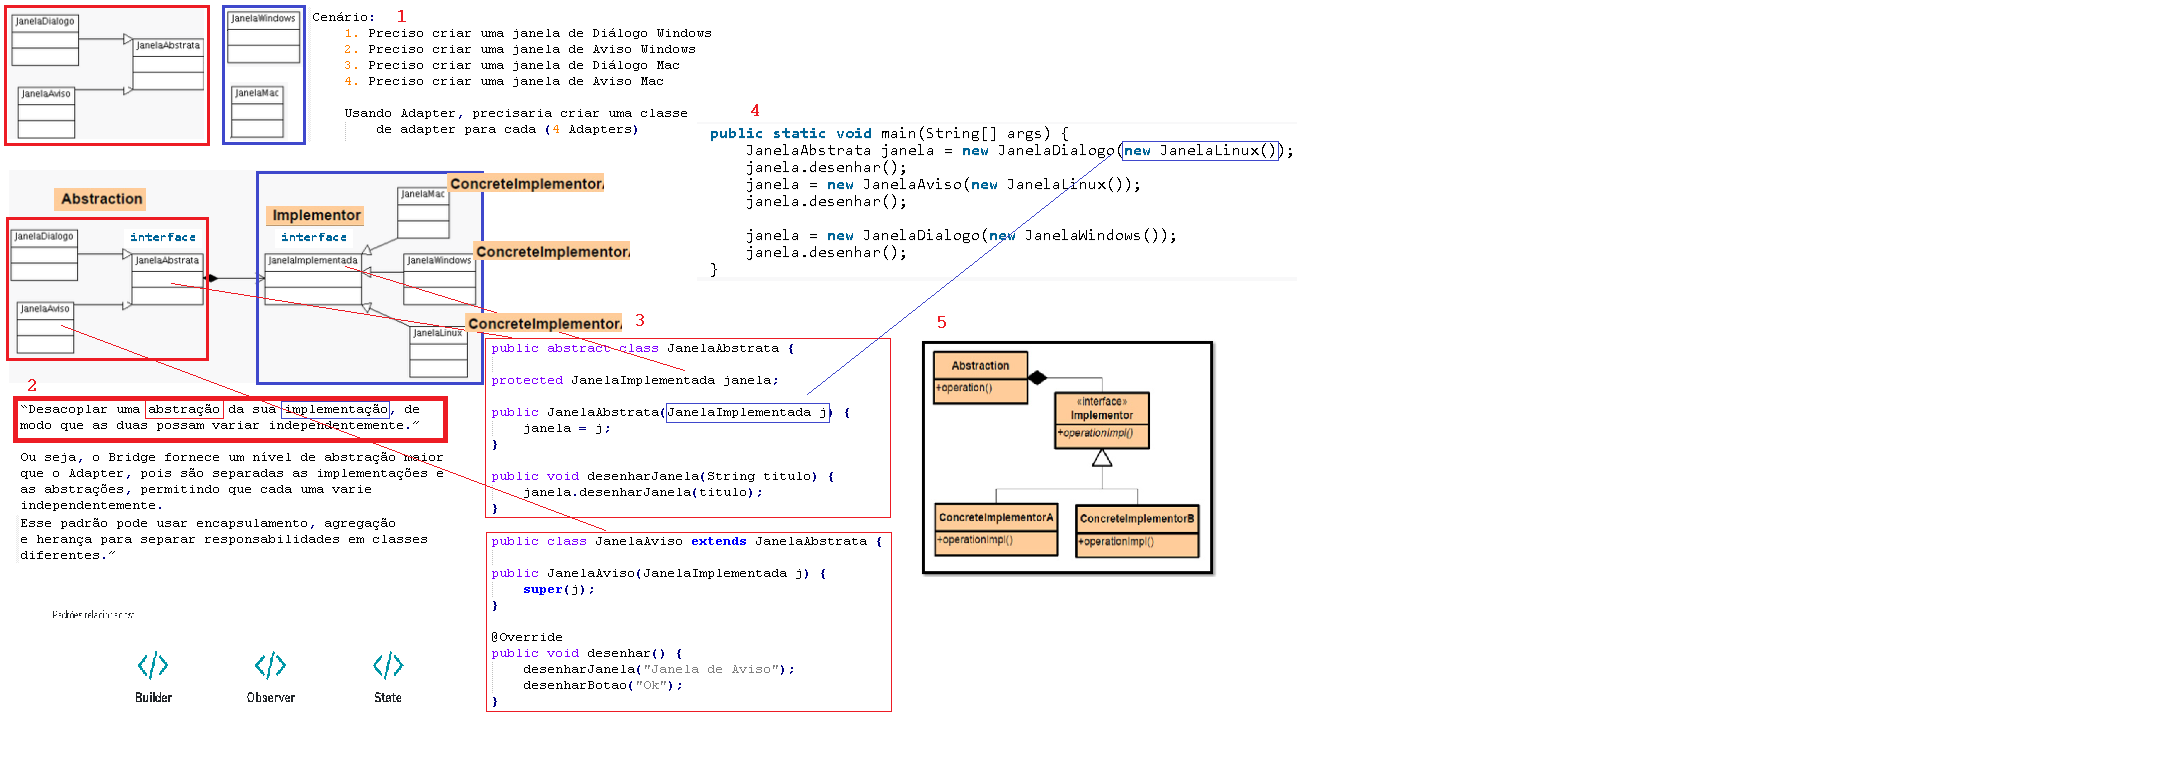 JanelaDialogo
JanelaAbstrata
JanelaAviso
JanelaWindows
JanelaMac
Cenário:
1
1. Preciso criar uma janela de Diálogo Windows
2. Preciso criar uma janela de Aviso Windows
3. Preciso criar uma janela de Diálogo Mac
4. Preciso criar uma janela de Aviso Mac
Usando Adapter, precisaria criar uma classe
de adapter para cada (4 Adapters)
Abstraction
JanelaDialogo
interface
JanelaAbstrata
JanelaAviso
Implementor
interface
JanelaImplementada
JanelaMac
ConcreteImplementor
JanelaWindows
ConcreteImplementor
JanelaLinux
ConcreteImplementor
2
“Desacoplar uma abstração da sua implementação, de
modo que as duas possam variar independentemente.”
Ou seja, o Bridge fornece um nível de abstração maior
que o Adapter, pois são separadas as implementações e
as abstrações, permitindo que cada uma varie
independentemente.
Esse padrão pode usar encapsulamento, agregação
e herança para separar responsabilidades em classes
diferentes.”
Builder
Observer
State
3
public abstract class JanelaAbstrata {
protected JanelaImplementada janela;
public JanelaAbstrata(JanelaImplementada j) {
janela = j;
}
public void desenharJanela(String titulo) {
janela.desenharJanela(titulo);
}
public class JanelaAviso extends JanelaAbstrata {
public JanelaAviso(JanelaImplementada j) {
super(j);
}
@Override
public void desenhar() {
desenharJanela("Janela de Aviso");
desenharBotao("Ok");
}
4
public static void main(String[] args) {
JanelaAbstrata janela = new JanelaDialogo(new JanelaLinux());
janela.desenhar();
janela = new JanelaAviso(new JanelaLinux());
janela.desenhar();
janela = new JanelaDialogo(new JanelaWindows());
janela.desenhar();
}
5
Abstraction
+operation()
«interface»
Implementor
+operationImpl()
ConcreteImplementorA
+operationImpl()
ConcreteImplementorB
+operationImpl()